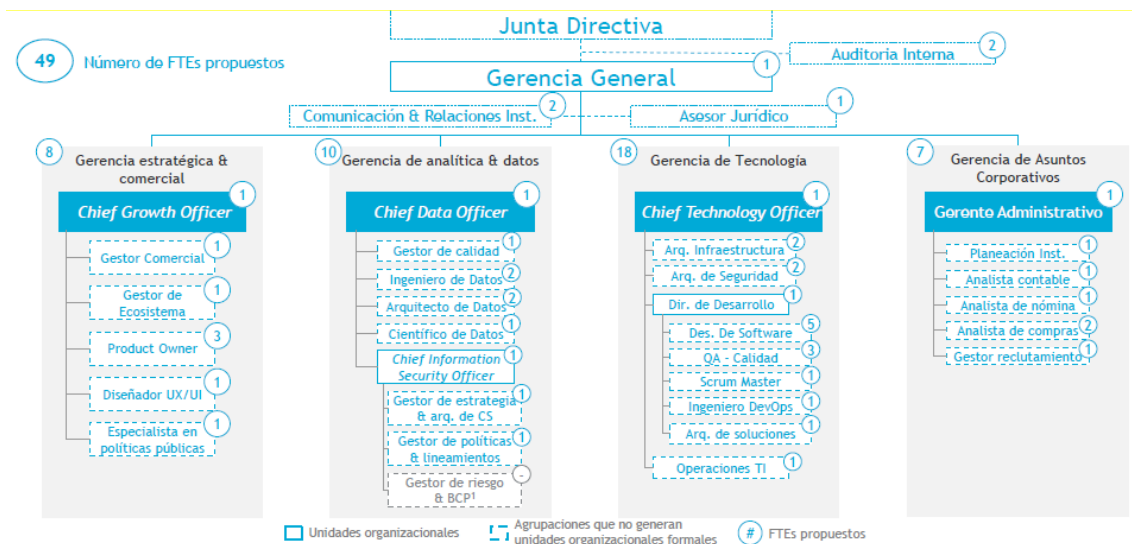 Junta Directiva
49
Número de FTEs propuestos
Auditoria Interna
2
Gerencia General
1
Comunicación & Relaciones Inst.
2
Asesor Jurídico
1
8
Gerencia estratégica &
comercial
Chief Growth Officer
1
Gestor Comercial
1
Gestor de
Ecosistema
1
Product Owner
3
Diseñador UX/UI
1
Especialista en
políticas públicas
1
10
Gerencia de analítica & datos
Chief Data Officer
1
Gestor de calidad
1
Ingeniero de Datos
2
Arquitecto de Datos
2
Científico de Datos
1
Chief Information
Security Officer
1
Gestor de estrategia
& arq. de CS
1
Gestor de políticas
& lineamientos
1
Gestor de riesgo
& BCP¹
-
18
Gerencia de Tecnología
Chief Technology Officer
1
Arq. Infraestructura
2
Arq. de Seguridad
2
Dir. de Desarrollo
1
Des. De Software
5
QA - Calidad
3
Scrum Master
1
Ingeniero DevOps
1
Arq. de soluciones
1
Operaciones TI
1
7
Gerencia de Asuntos
Corporativos
Gerente Administrativo
1
Planeación Inst.
1
Analista contable
1
Analista de nómina
1
Analista de compras
2
Gestor reclutamiento
1
Unidades organizacionales
Agrupaciones que no generan
unidades organizacionales formales
# FTEs propuestos